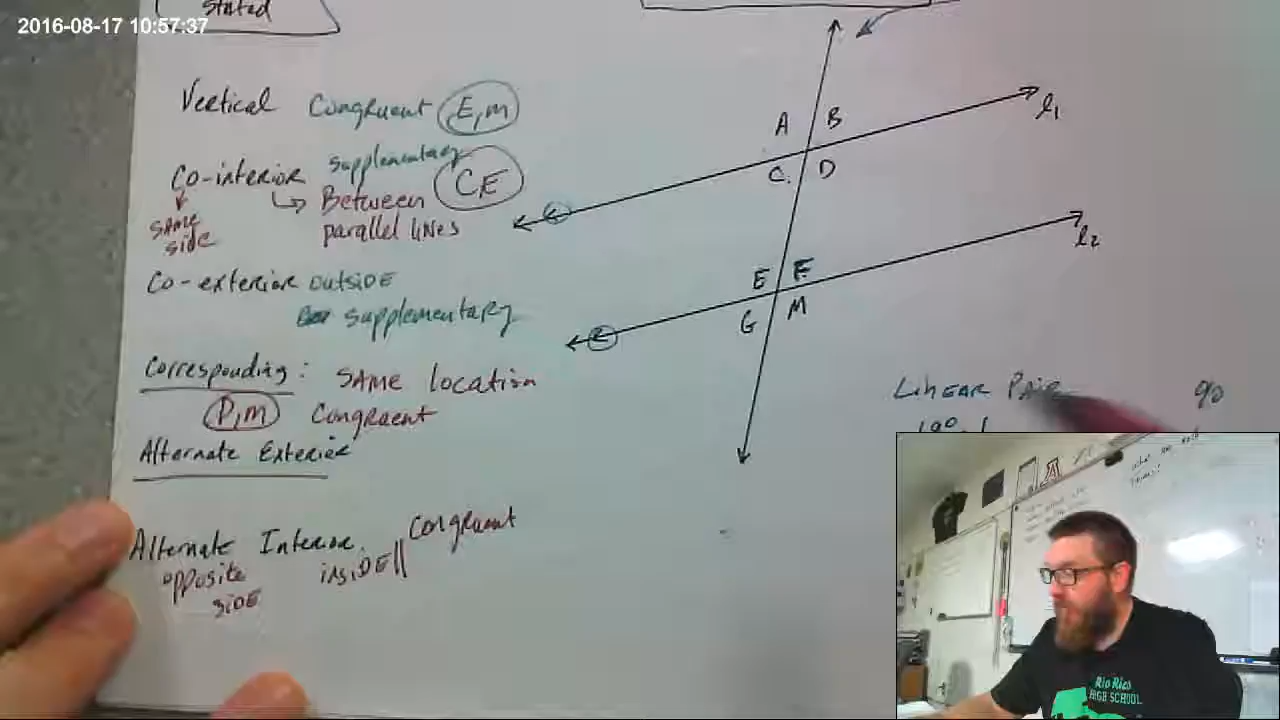 2016-08-17 10:57:37
stated
Vertical Congruent E,M
Co-interior supplementary CE
same side
Between parallel lines
Co-exterior outside
supplementary
Corresponding: SAME location
D,M Congruent
Alternate Exterior
Alternate Interior Congruent
opposite side
insiDE ||
A B
C. D
l1
E F
G M
l2
LINEAR PAIR 90
180
A
Rio Rico
HIGH SCHOOL